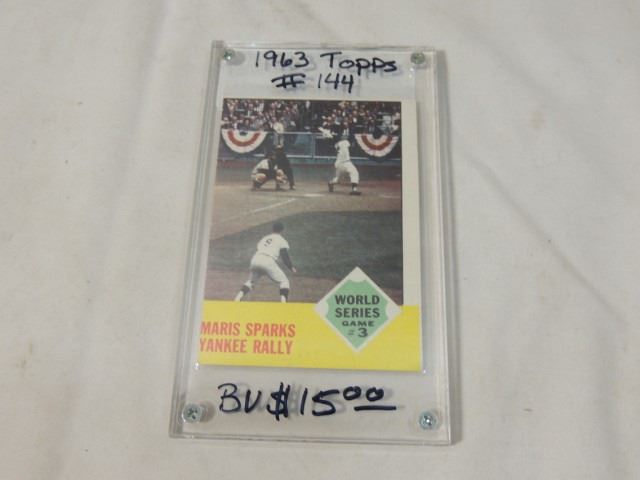 1963 Topps
# 144
WORLD
SERIES
GAME
#3
MARIS SPARKS
YANKEE RALLY
BV $15.00